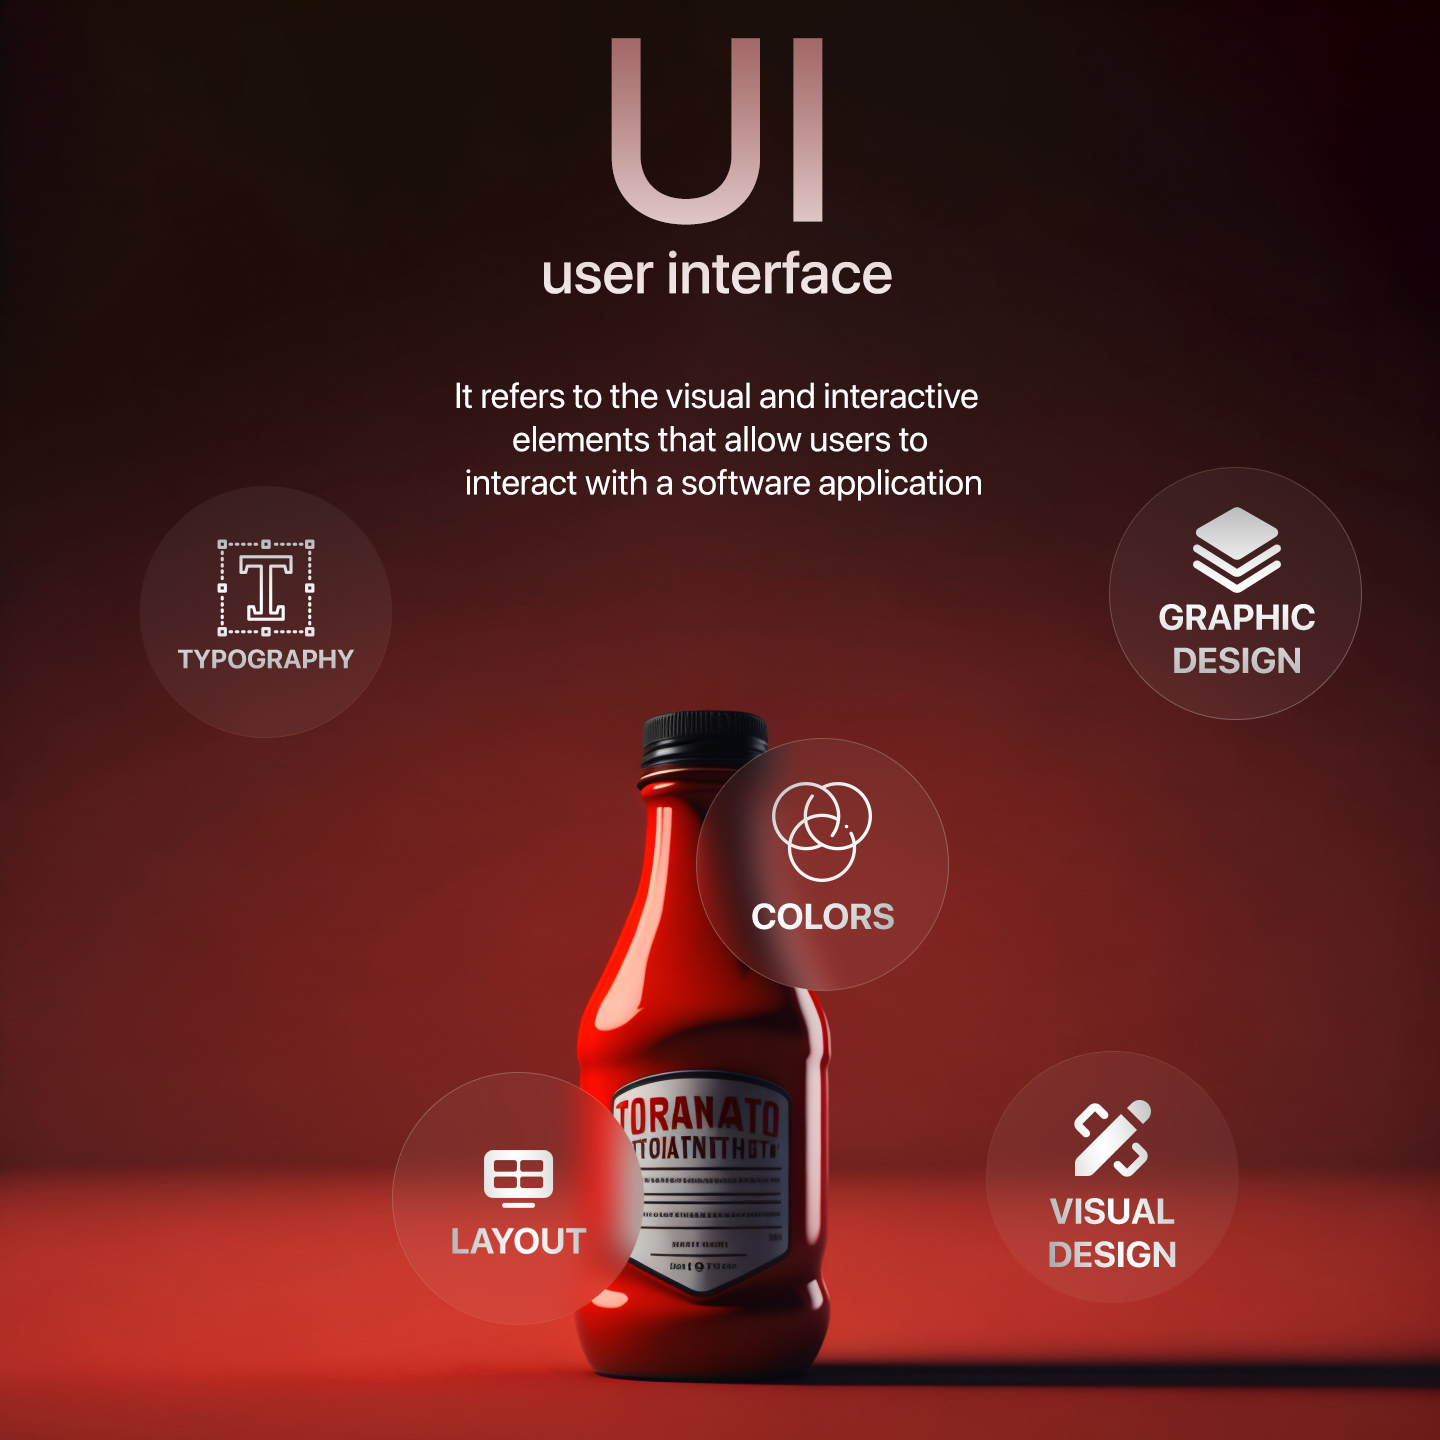 UI
user interface
It refers to the visual and interactive
elements that allow users to
interact with a software application
T
TYPOGRAPHY
GRAPHIC
DESIGN
COLORS
TORANATO
LAYOUT
VISUAL
DESIGN